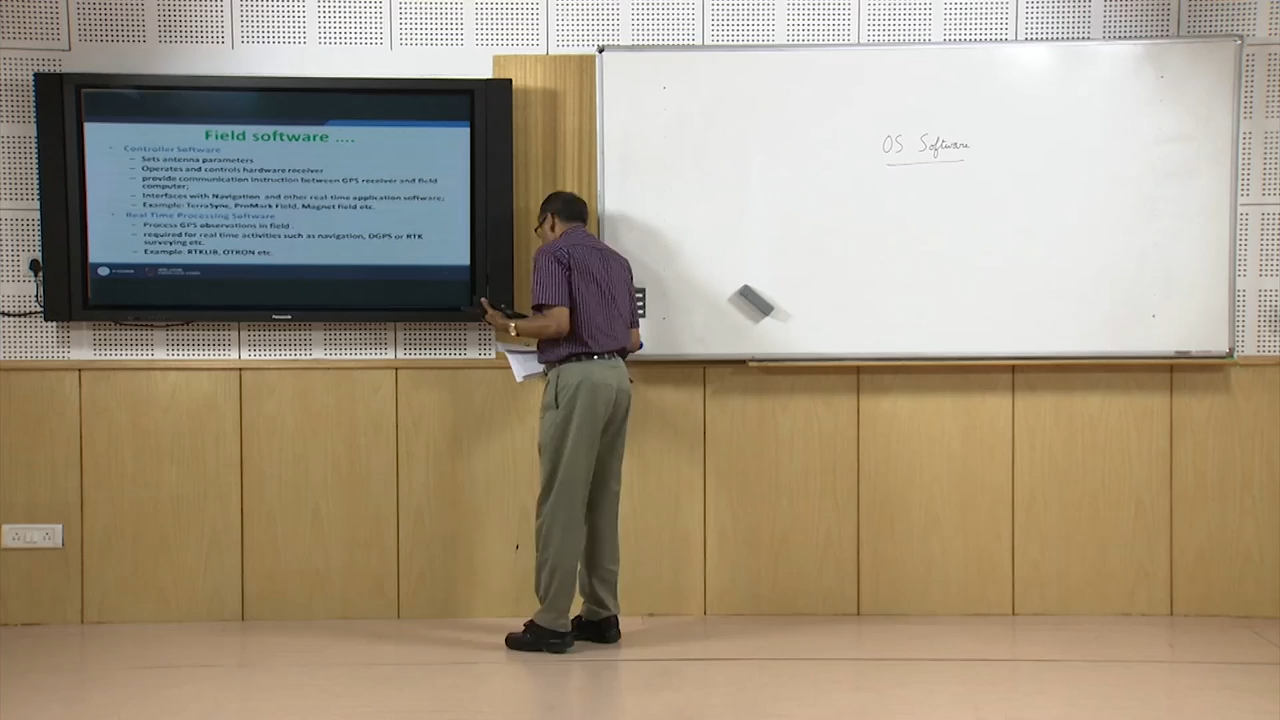 Field software ....
Controller Software
– Sets antenna parameters
– Operates and controls hardware receiver
– provide communication instruction between GPS receiver and field
computer;
– Interfaces with Navigation and other real-time application software;
– Example: TerraSync, ProMark Field, Magnet field etc.
Real Time Processing Software
– Process GPS observations in field .
– required for real time activities such as navigation, DGPS or RTK
surveying etc.
– Example: RTKLIB, OTRON etc.
Panasonic
OS Software